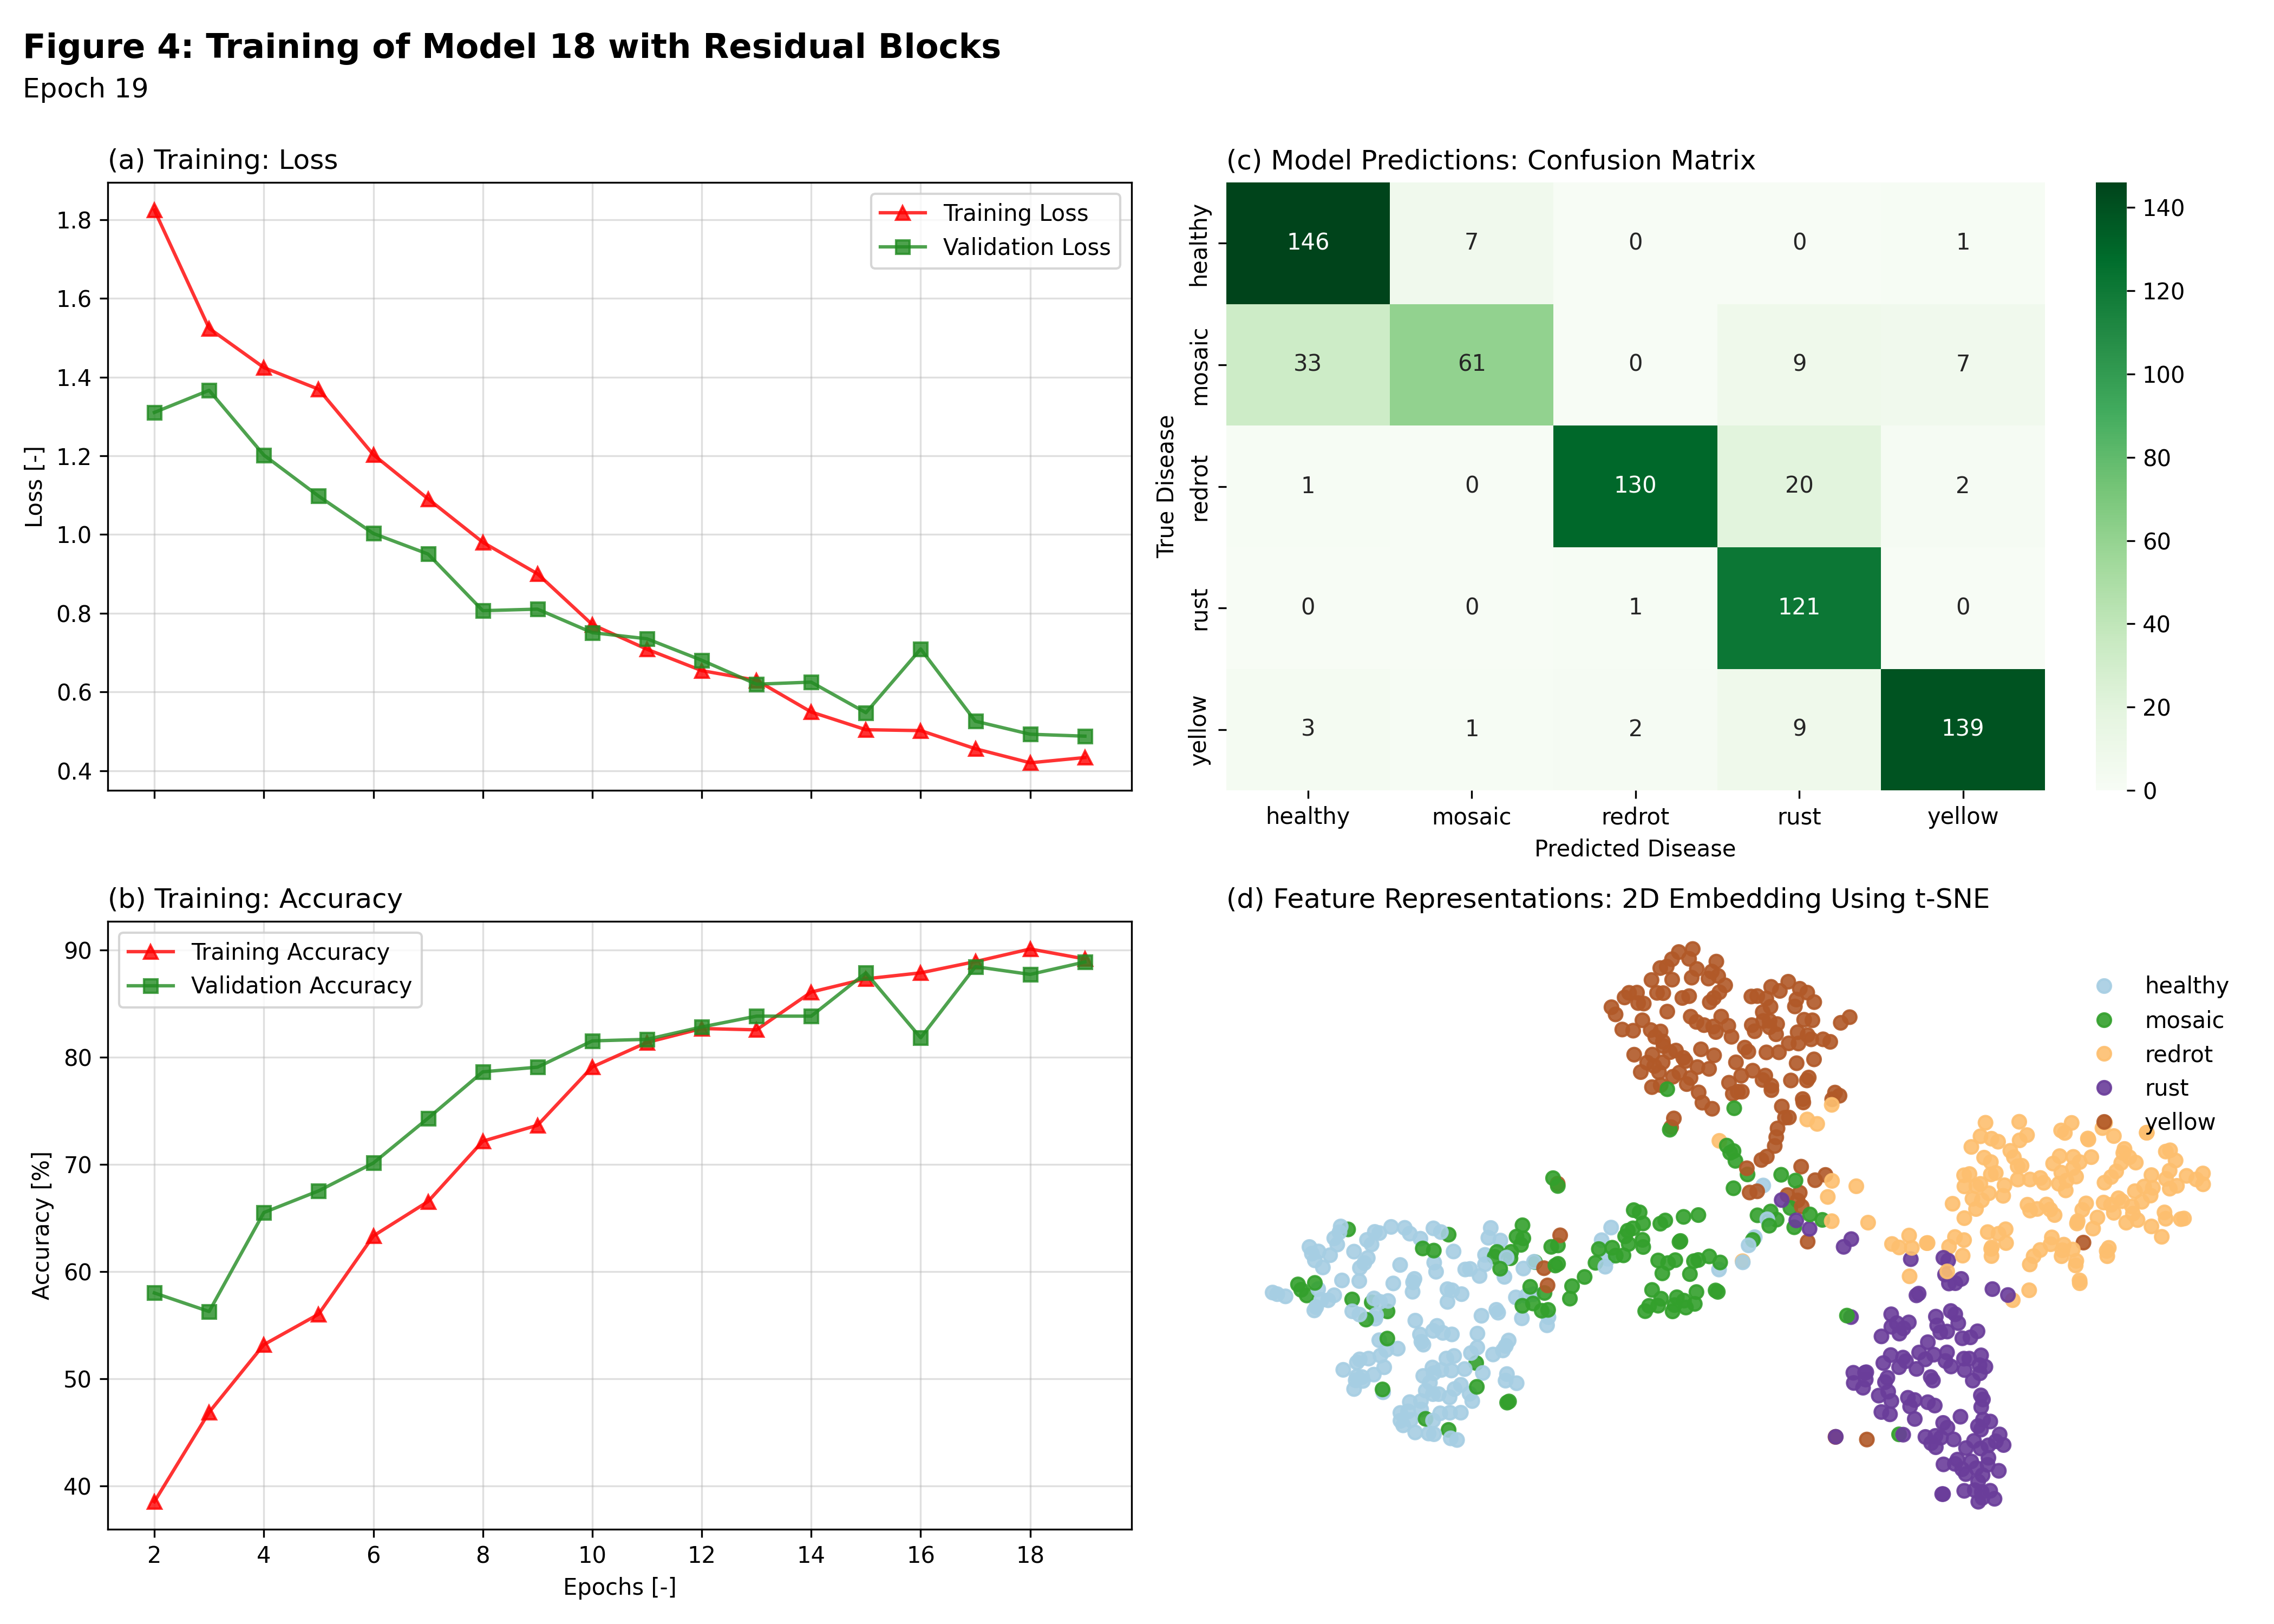 Figure 4: Training of Model 18 with Residual Blocks
Epoch 19
(a) Training: Loss
Training Loss
Validation Loss
Loss [-]
1.8
1.6
1.4
1.2
1.0
0.8
0.6
0.4
(b) Training: Accuracy
Training Accuracy
Validation Accuracy
Accuracy [%]
90
80
70
60
50
40
2 4 6 8 10 12 14 16 18
Epochs [-]
(c) Model Predictions: Confusion Matrix
True Disease
healthy 146 7 0 0 1
mosaic 33 61 0 9 7
redrot 1 0 130 20 2
rust 0 0 1 121 0
yellow 3 1 2 9 139
healthy mosaic redrot rust yellow
Predicted Disease
140
120
100
80
60
40
20
0
(d) Feature Representations: 2D Embedding Using t-SNE
healthy
mosaic
redrot
rust
yellow